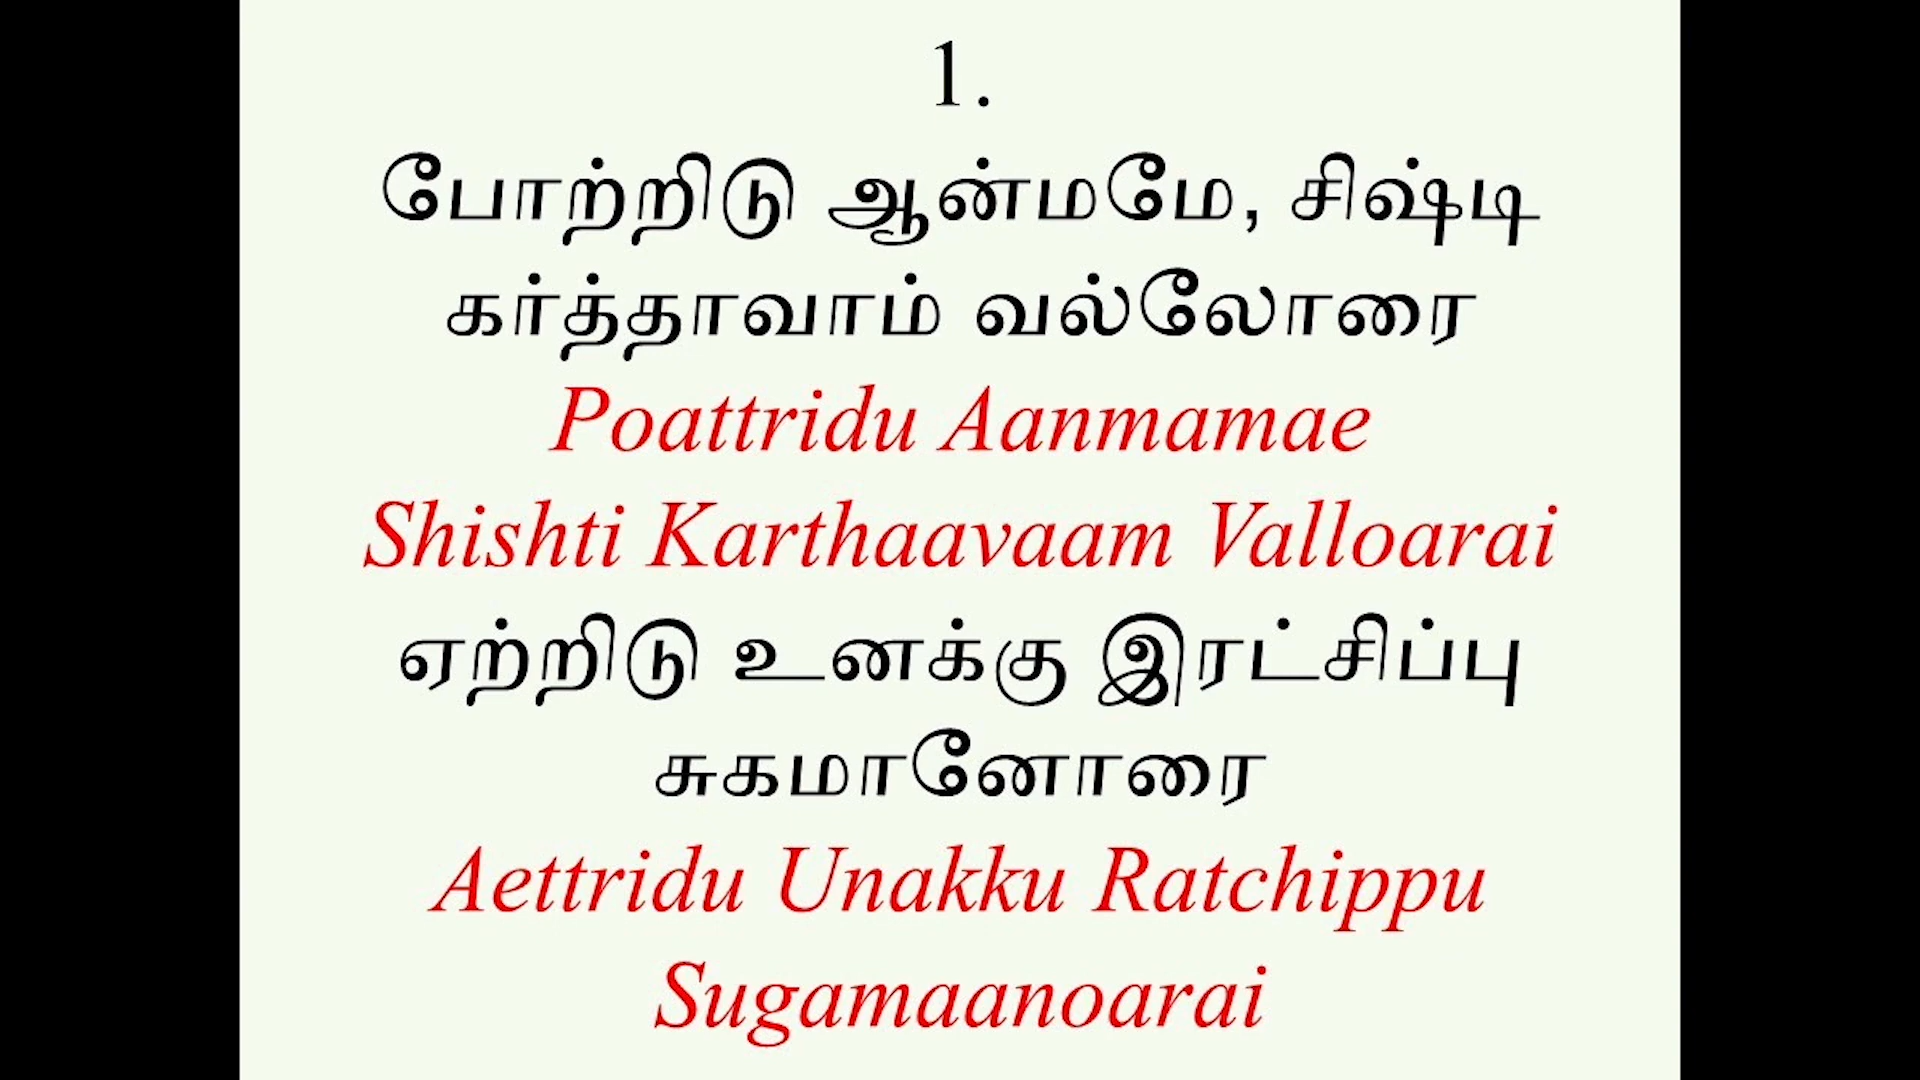 1.
போற்றிடு ஆன்மமே, சிஷ்டி
கர்த்தாவாம் வல்லோரை
Poattridu Aanmamae
Shishti Karthaavaam Valloarai
ஏற்றிடு உனக்கு இரட்சிப்பு
சுகமானோரை
Aettridu Unakku Ratchippu
Sugamaanoarai